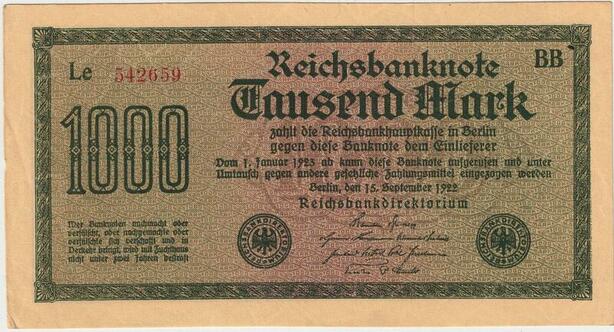 Le 542659
BB
Reichsbanknote
1000
Tausend Mark
zahlt die Reichsbankhauptkasse in Berlin
gegen diese Banknote dem Einlieferer
Vom 1. Januar 1923 ab kann diese Banknote aufgerufen und unter
Umtausch gegen andere gesetzliche Zahlungsmittel eingezogen werden
Berlin, den 15. September 1922
Reichsbankdirektorium
Wer Banknoten nachmacht oder
verfälscht, oder nachgemachte oder
verfälschte sich verschafft und in
Verkehr bringt, wird mit Zuchthaus
nicht unter zwei Jahren bestraft
REICHSBANKDIREKTORIUM
REICHSBANKDIREKTORIUM